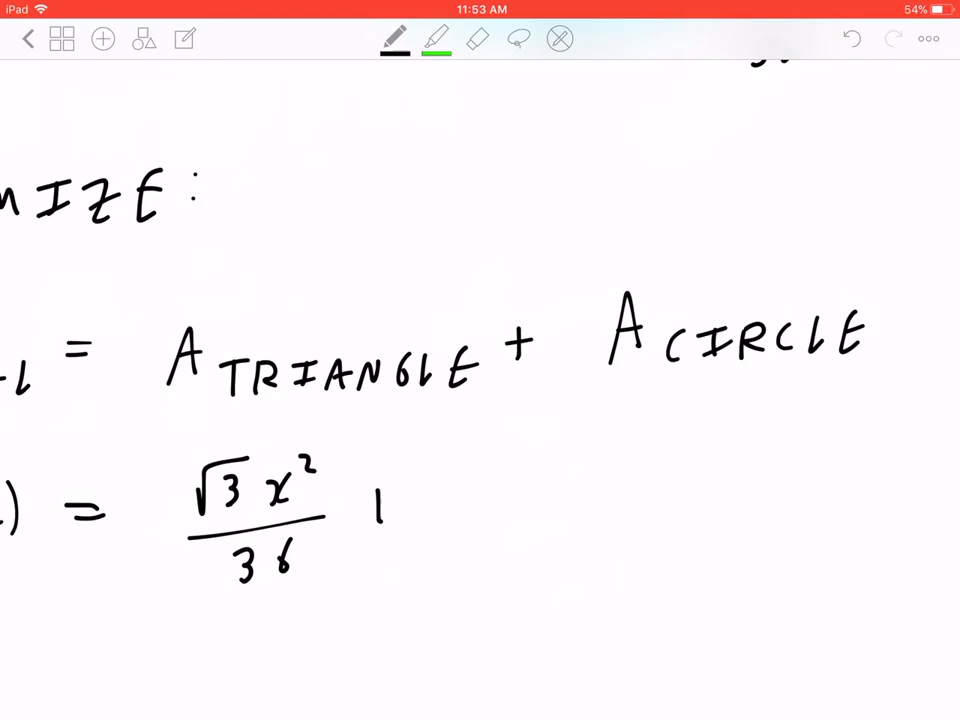 iPad 11:53 AM 54%
MIZE:
L = A TRIANGLE + A CIRCLE
) = √3 x² / 36 |